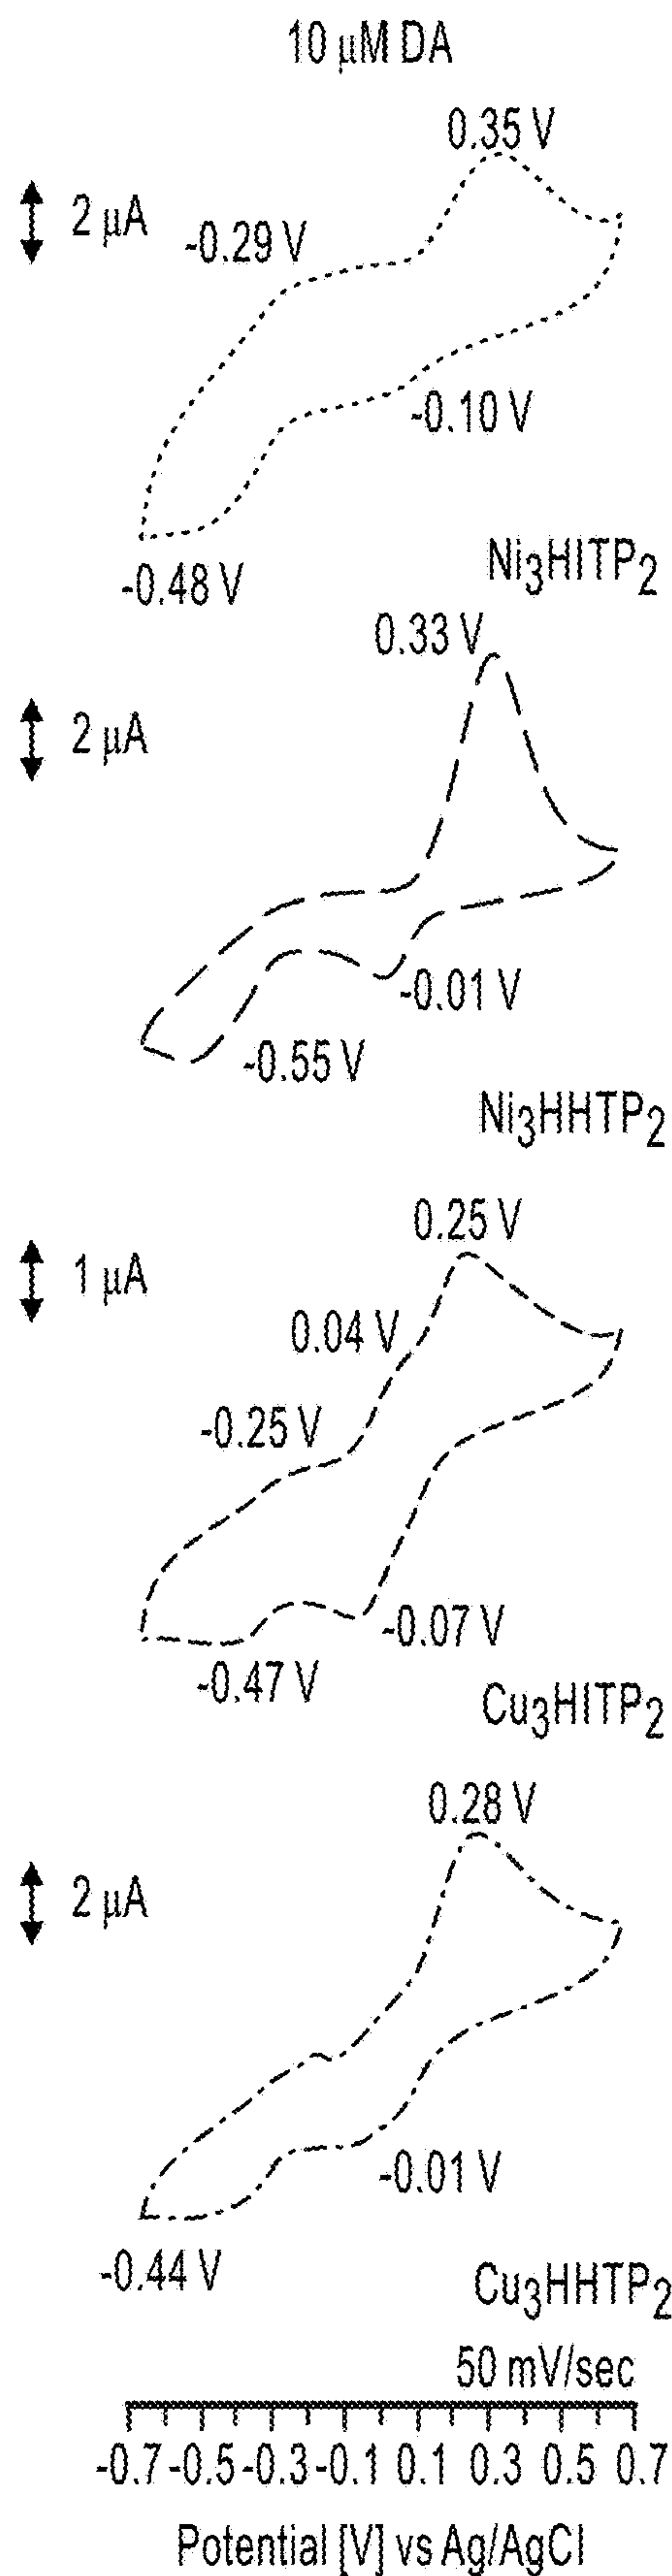 10 μM DA
0.35 V
2 μA
-0.29 V
-0.10 V
Ni3HITP2
-0.48 V
0.33 V
2 μA
-0.01 V
-0.55 V
Ni3HHTP2
0.25 V
1 μA
0.04 V
-0.25 V
-0.07 V
-0.47 V
Cu3HITP2
0.28 V
2 μA
-0.01 V
-0.44 V
Cu3HHTP2
50 mV/sec
-0.7 -0.5 -0.3 -0.1 0.1 0.3 0.5 0.7
Potential [V] vs Ag/AgCl